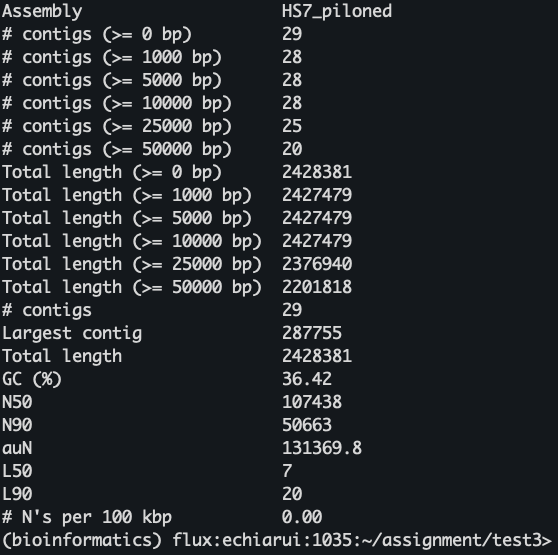 Assembly HS7_piloned
# contigs (>= 0 bp) 29
# contigs (>= 1000 bp) 28
# contigs (>= 5000 bp) 28
# contigs (>= 10000 bp) 28
# contigs (>= 25000 bp) 25
# contigs (>= 50000 bp) 20
Total length (>= 0 bp) 2428381
Total length (>= 1000 bp) 2427479
Total length (>= 5000 bp) 2427479
Total length (>= 10000 bp) 2427479
Total length (>= 25000 bp) 2376940
Total length (>= 50000 bp) 2201818
# contigs 29
Largest contig 287755
Total length 2428381
GC (%) 36.42
N50 107438
N90 50663
auN 131369.8
L50 7
L90 20
# N's per 100 kbp 0.00
(bioinformatics) flux:echiarui:1035:~/assignment/test3>